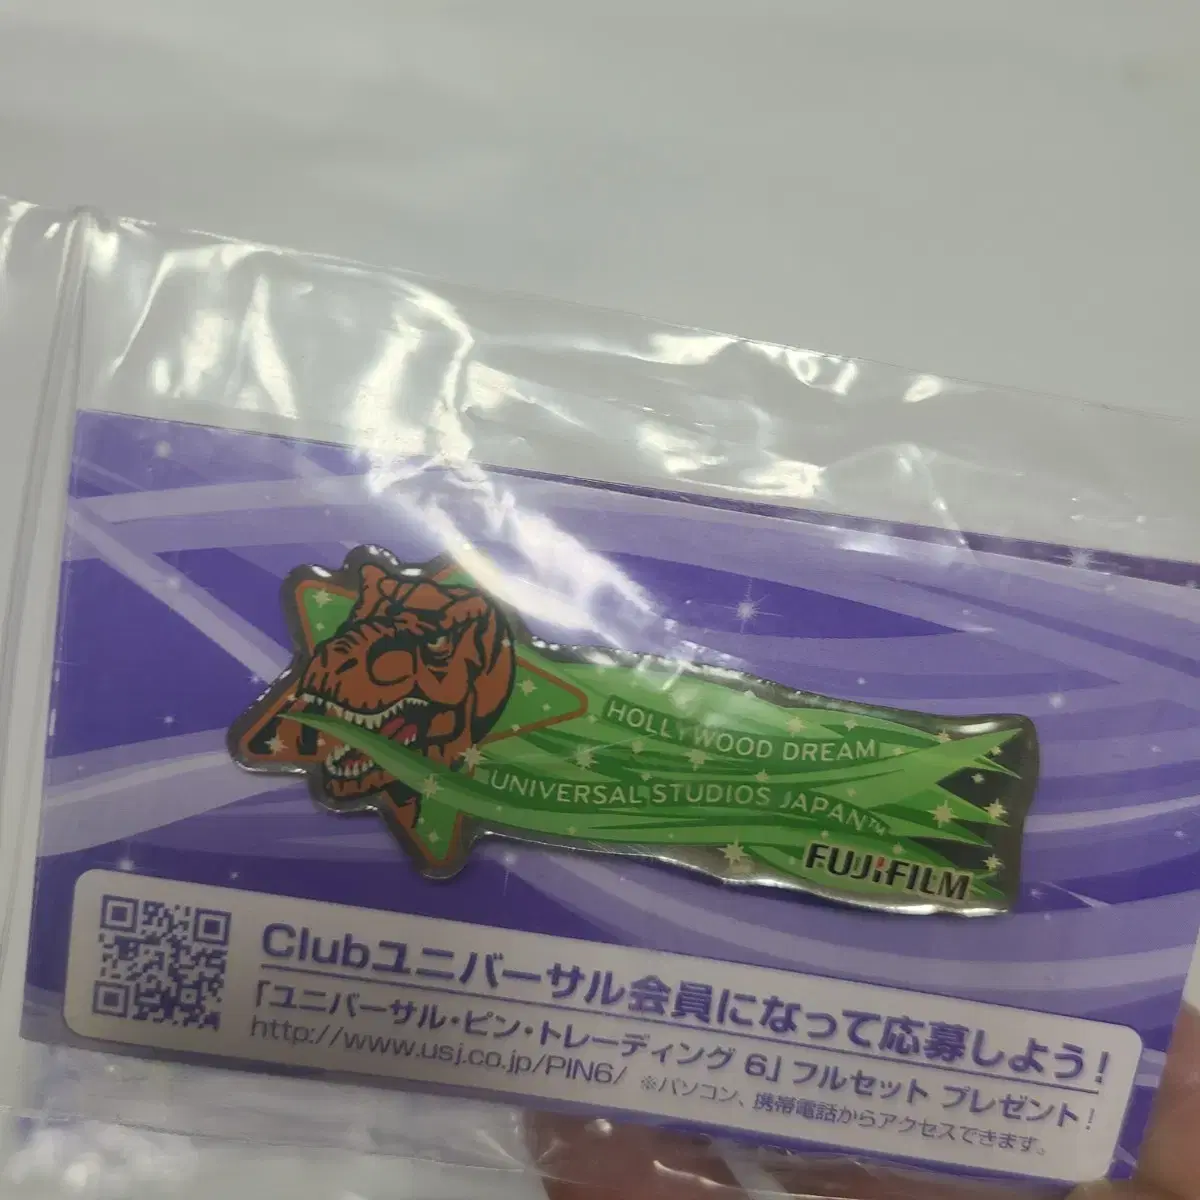 HOLLYWOOD DREAM
UNIVERSAL STUDIOS JAPAN™
FUJIFILM
Clubユニバーサル会員になって応募しよう!
「ユニバーサル・ピン・トレーディング 6」フルセット プレゼント!
http://www.usj.co.jp/PIN6/ ※パソコン、携帯電話からアクセスできます。